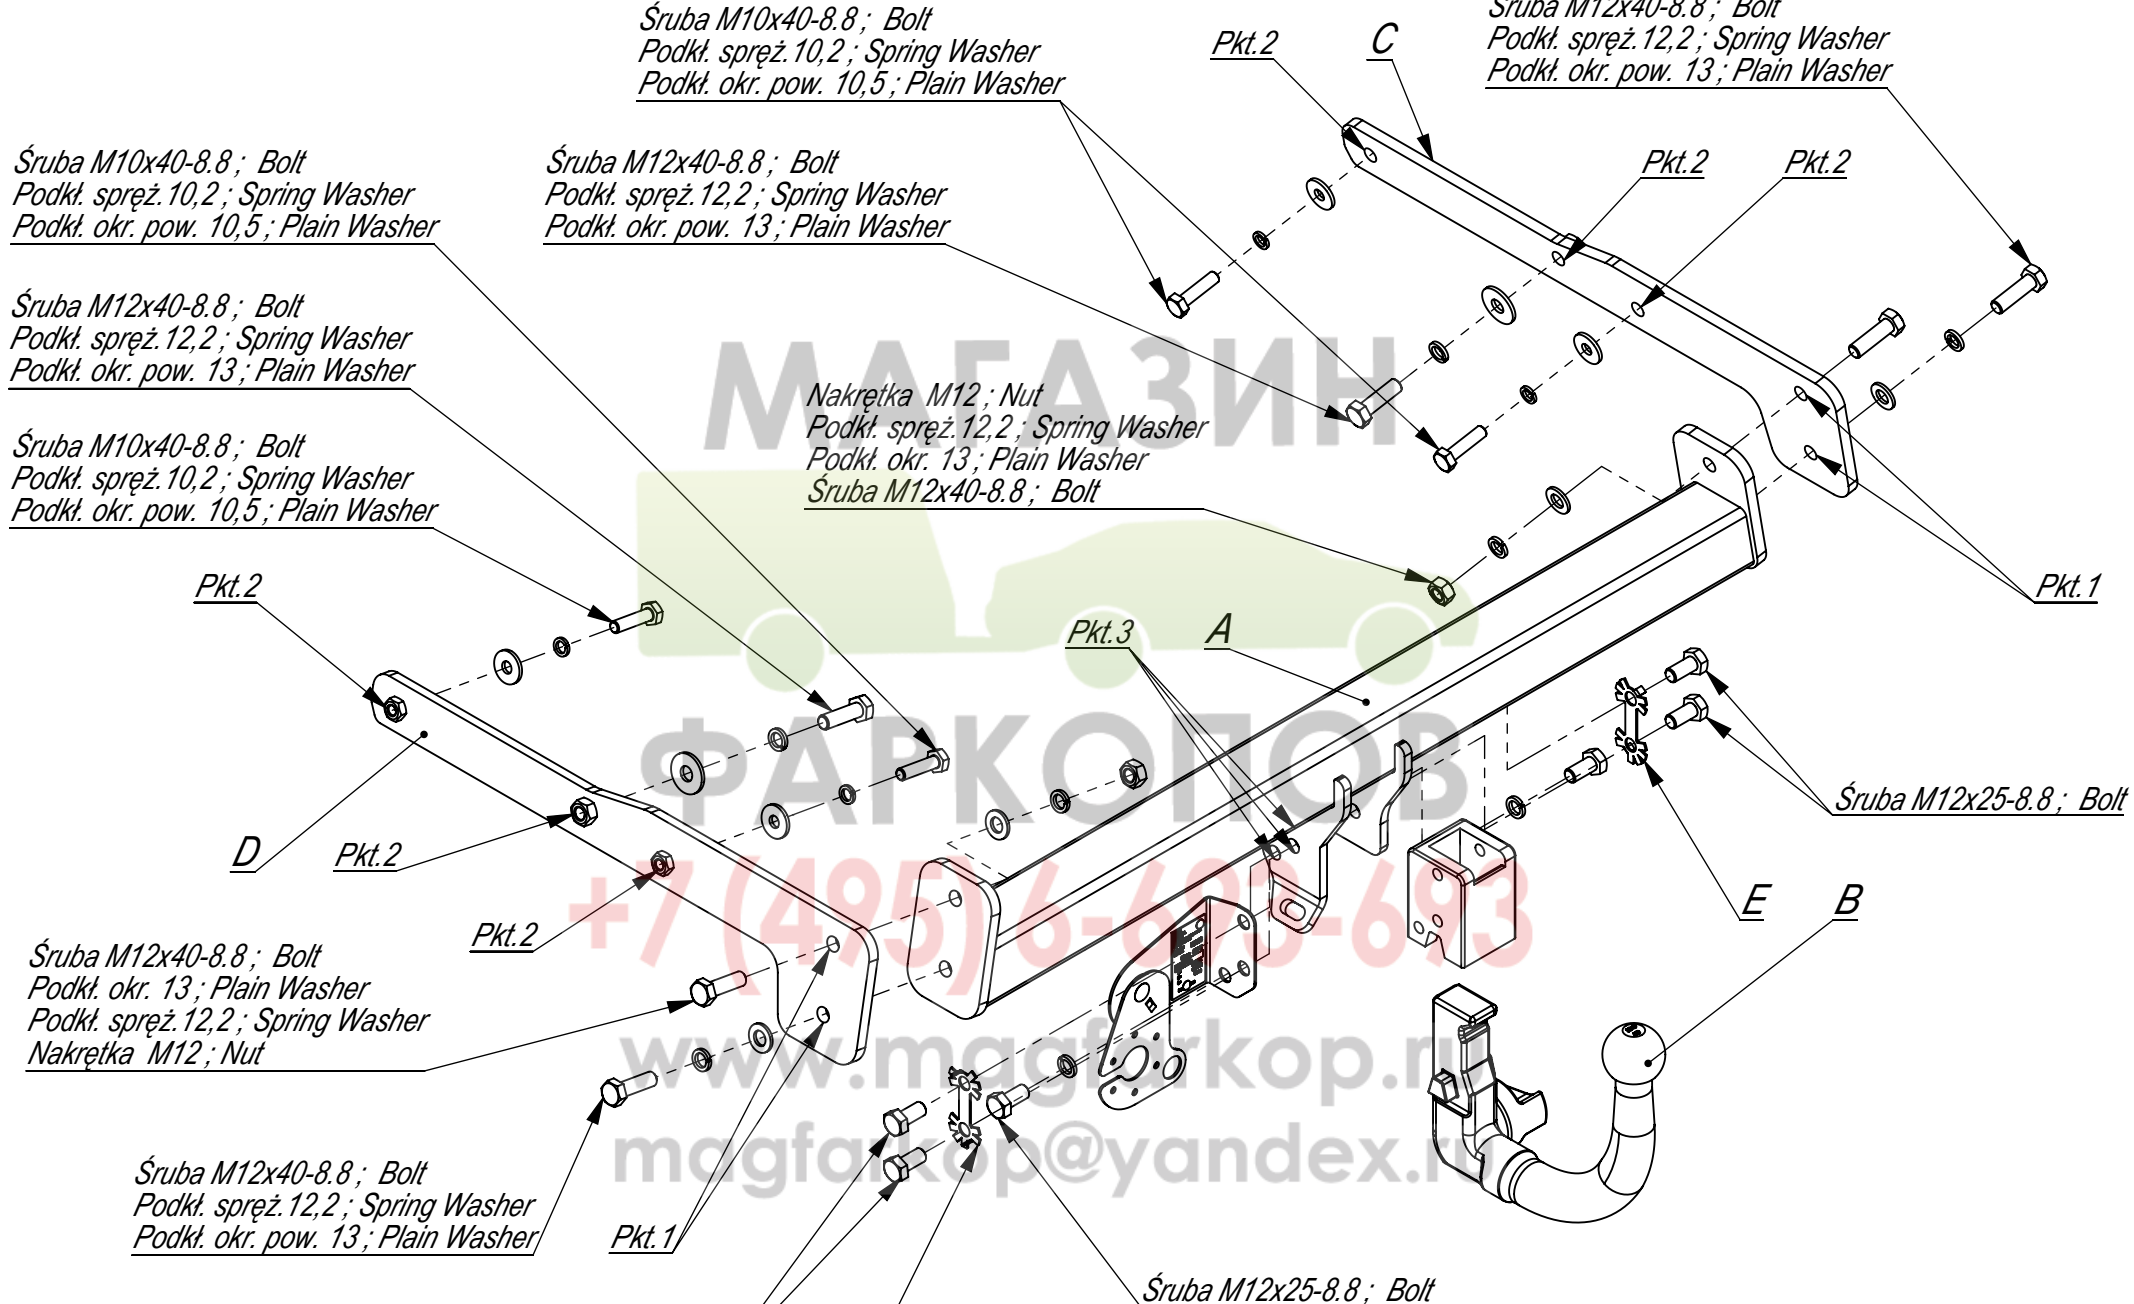 Śruba M10x40-8.8 ; Bolt
Podkł. spręż.10,2 ; Spring Washer
Podkł. okr. pow. 10,5 ; Plain Washer
Pkt.2
C
Śruba M12x40-8.8 ; Bolt
Podkł. spręż.12,2 ; Spring Washer
Podkł. okr. pow. 13 ; Plain Washer
Śruba M10x40-8.8 ; Bolt
Podkł. spręż.10,2 ; Spring Washer
Podkł. okr. pow. 10,5 ; Plain Washer
Śruba M12x40-8.8 ; Bolt
Podkł. spręż.12,2 ; Spring Washer
Podkł. okr. pow. 13 ; Plain Washer
Pkt.2
Pkt.2
Śruba M12x40-8.8 ; Bolt
Podkł. spręż.12,2 ; Spring Washer
Podkł. okr. pow. 13 ; Plain Washer
МАГАЗИН
Nakrętka M12 ; Nut
Podkł. spręż.12,2 ; Spring Washer
Podkł. okr. 13 ; Plain Washer
Śruba M12x40-8.8 ; Bolt
Śruba M10x40-8.8 ; Bolt
Podkł. spręż.10,2 ; Spring Washer
Podkł. okr. pow. 10,5 ; Plain Washer
Pkt.2
Pkt.1
Pkt.3
A
ФАРКОПОВ
Śruba M12x25-8.8 ; Bolt
D
Pkt.2
+7 (495) 6-693-693
E
B
Pkt.2
Śruba M12x40-8.8 ; Bolt
Podkł. okr. 13 ; Plain Washer
Podkł. spręż.12,2 ; Spring Washer
Nakrętka M12 ; Nut
www.magfarkop.ru
magfarkop@yandex.ru
Śruba M12x40-8.8 ; Bolt
Podkł. spręż.12,2 ; Spring Washer
Podkł. okr. pow. 13 ; Plain Washer
Pkt.1
Śruba M12x25-8.8 ; Bolt